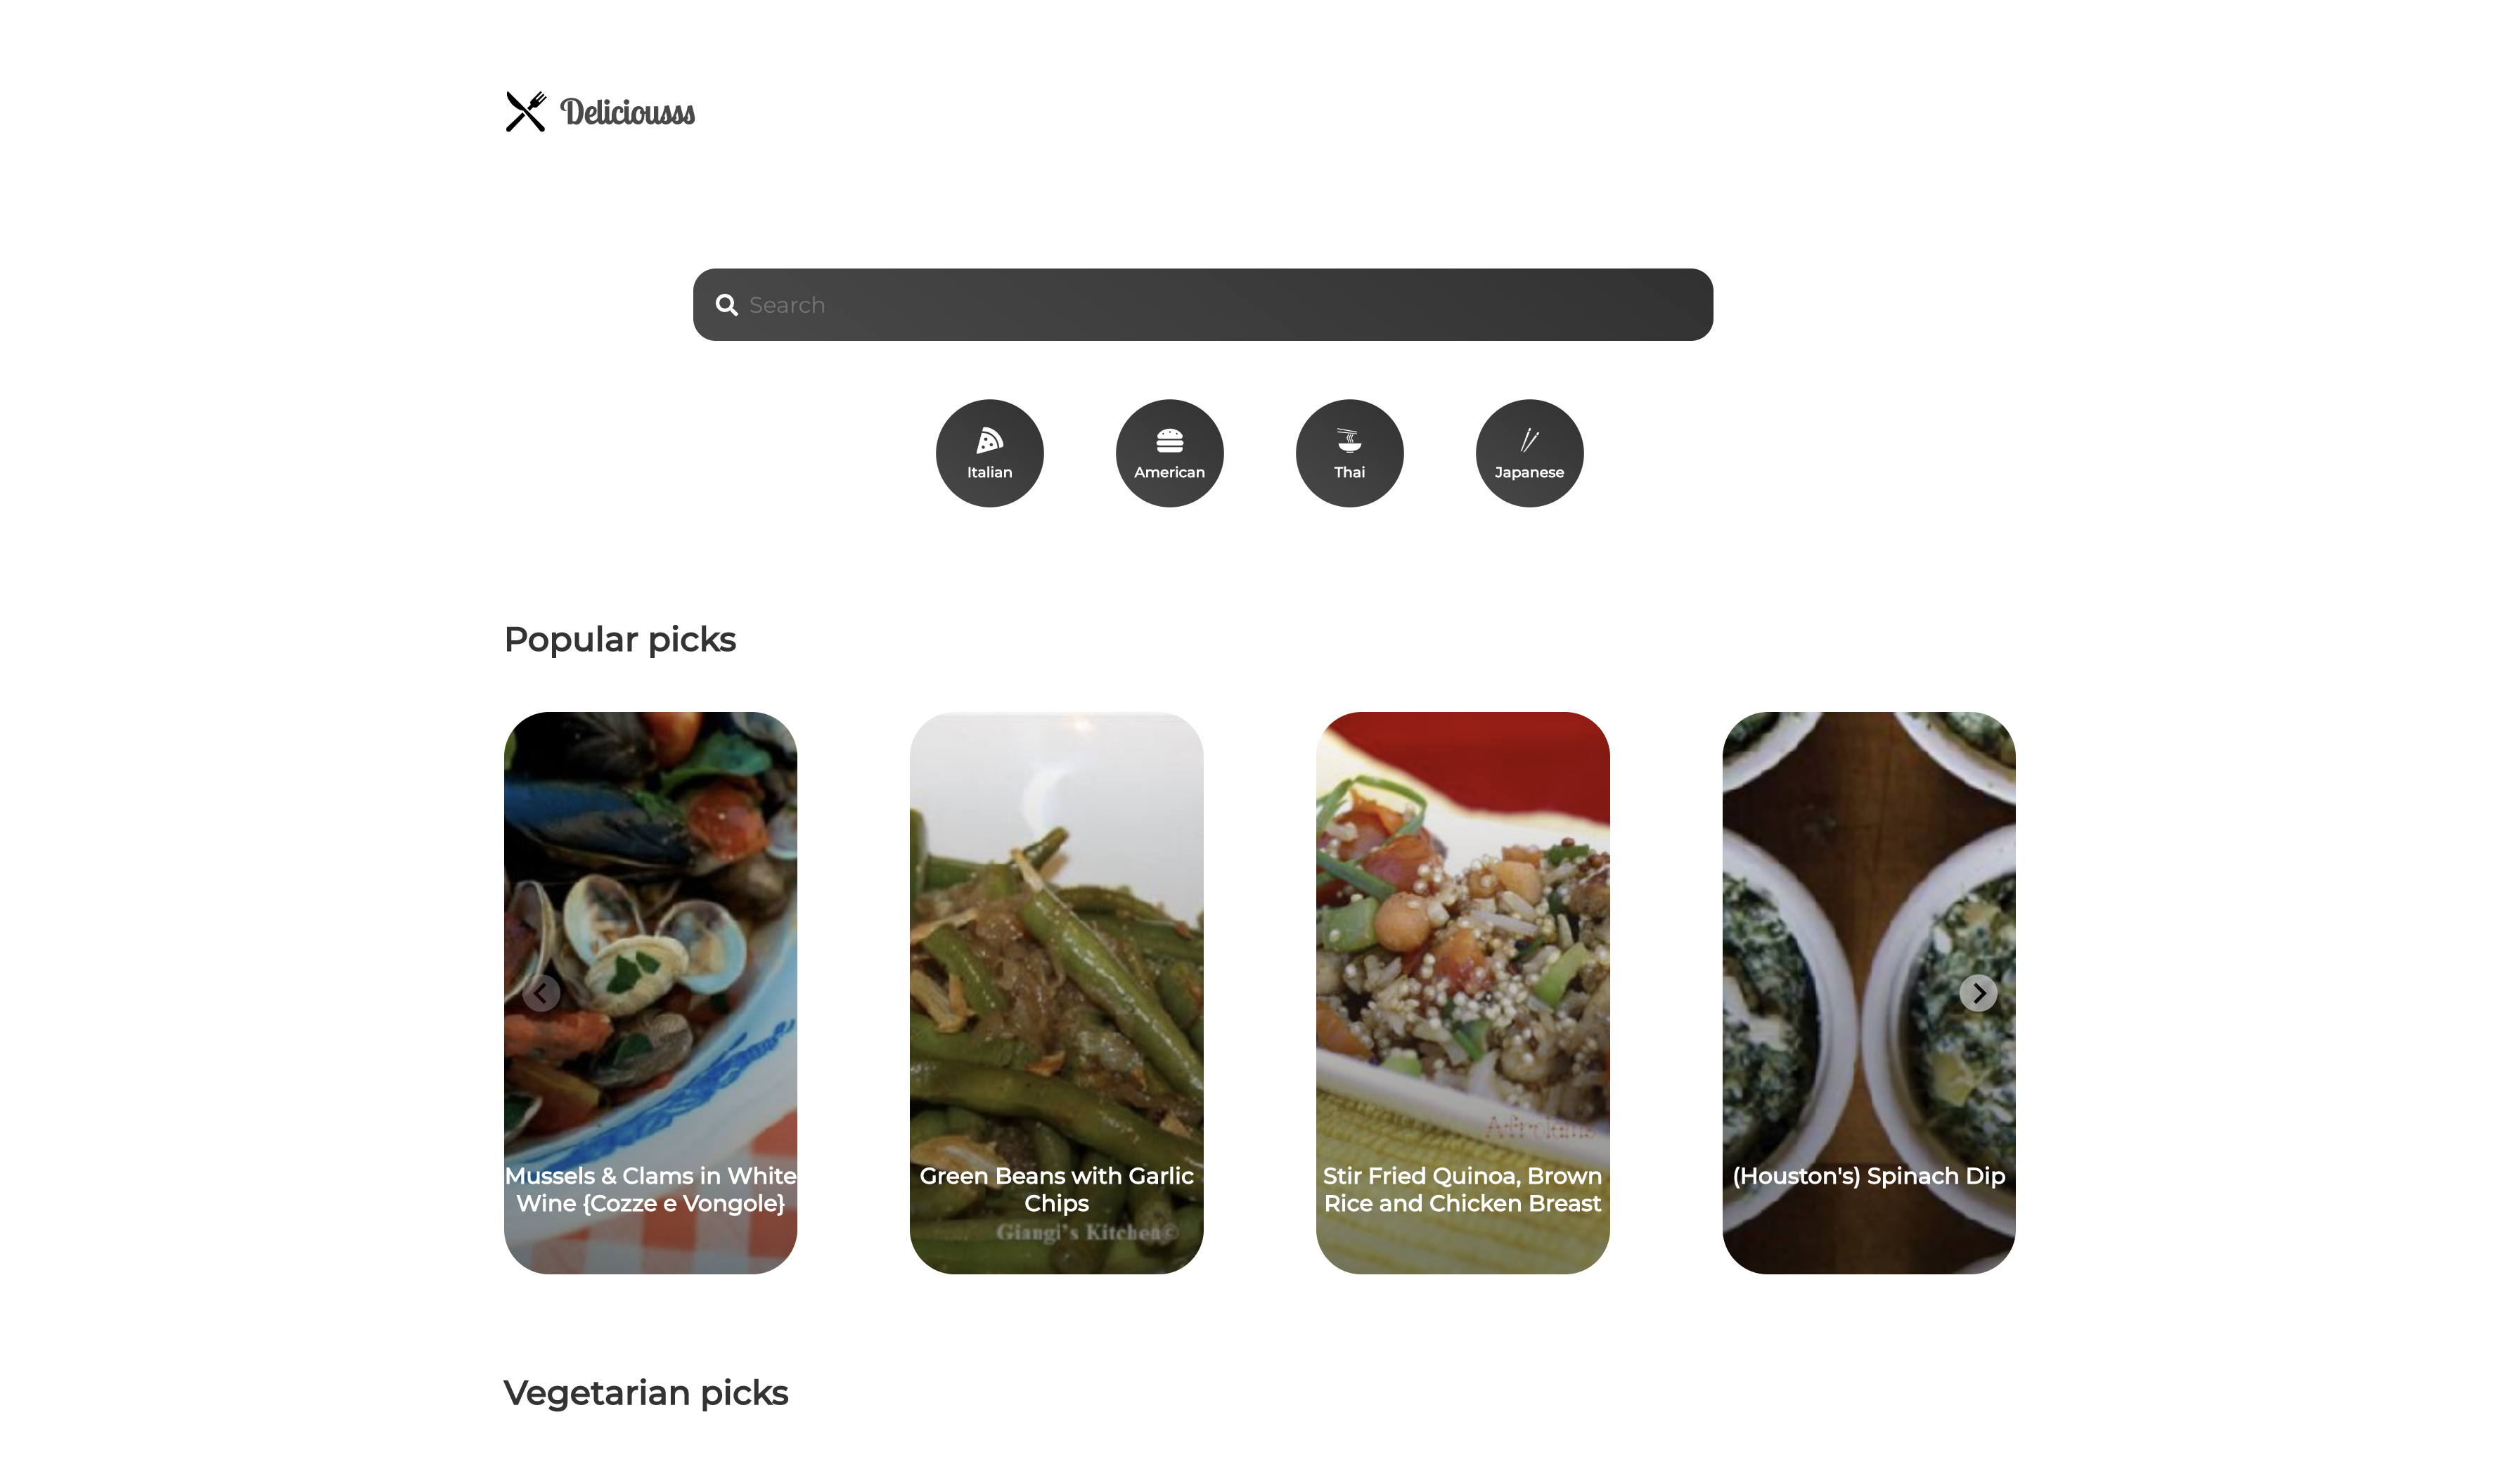 Deliciousss
Search
Italian
American
Thai
Japanese
Popular picks
Mussels & Clams in White
Wine {Cozze e Vongole}
Green Beans with Garlic
Chips
Giangi's Kitchen©
Stir Fried Quinoa, Brown
Rice and Chicken Breast
(Houston's) Spinach Dip
Vegetarian picks